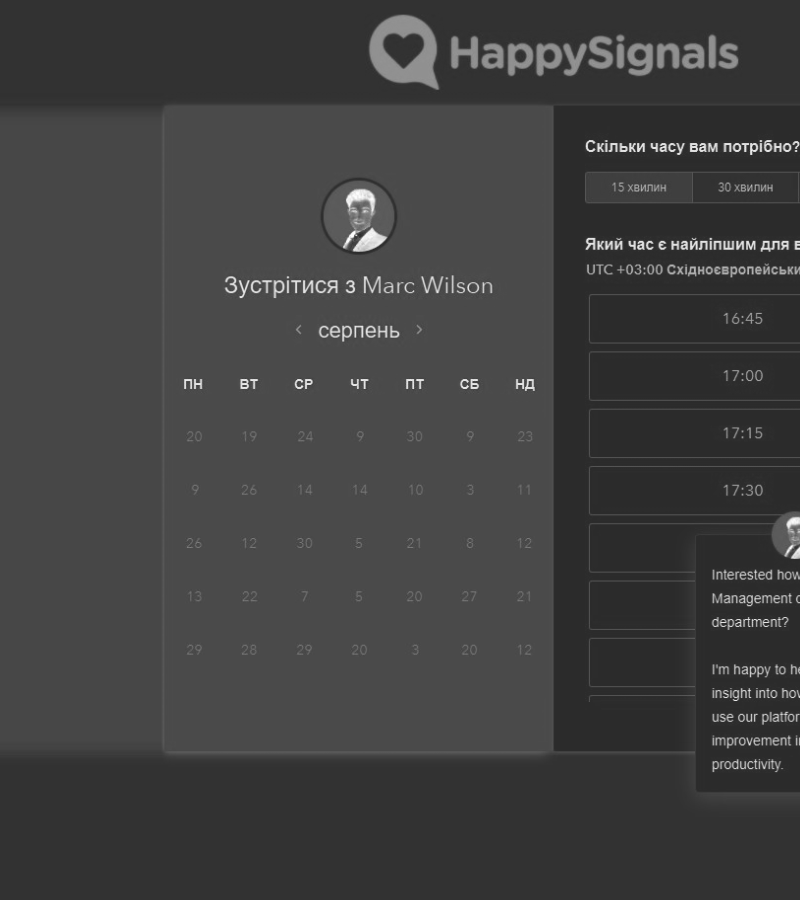 HappySignals
Зустрітися з Marc Wilson
серпень
ПН ВТ СР ЧТ ПТ СБ НД
20 19 24 9 30 9 23
9 26 14 14 10 3 11
26 12 30 5 21 8 12
13 22 7 5 20 27 21
29 28 29 20 3 20 12
Скільки часу вам потрібно?
15 хвилин 30 хвилин
Який час є найліпшим для
UTC +03:00
16:45
17:00
17:15
17:30
Interested how
Management
department?
I'm happy to
insight into
use our
improvement
productivity.